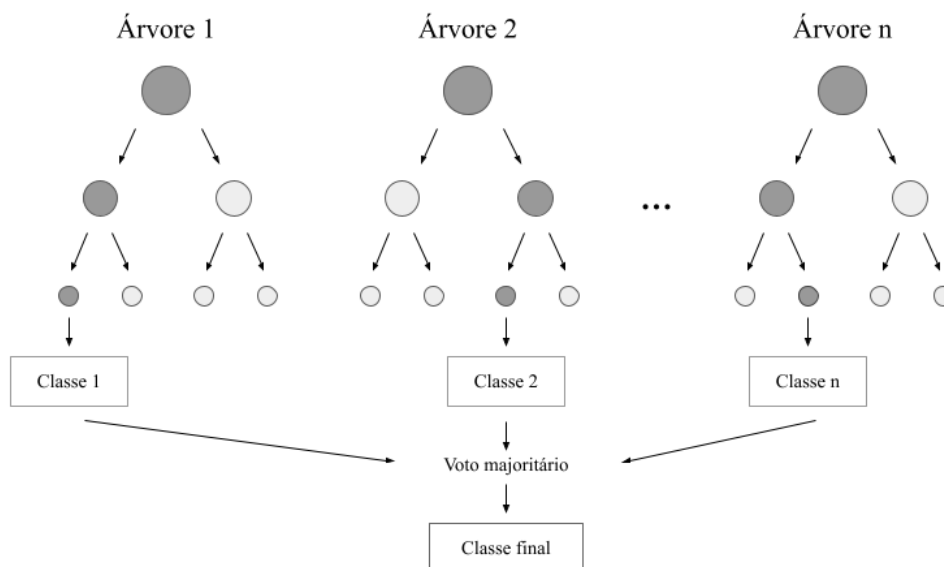 Árvore 1
Árvore 2
Árvore n
...
Classe 1
Classe 2
Classe n
Voto majoritário
Classe final